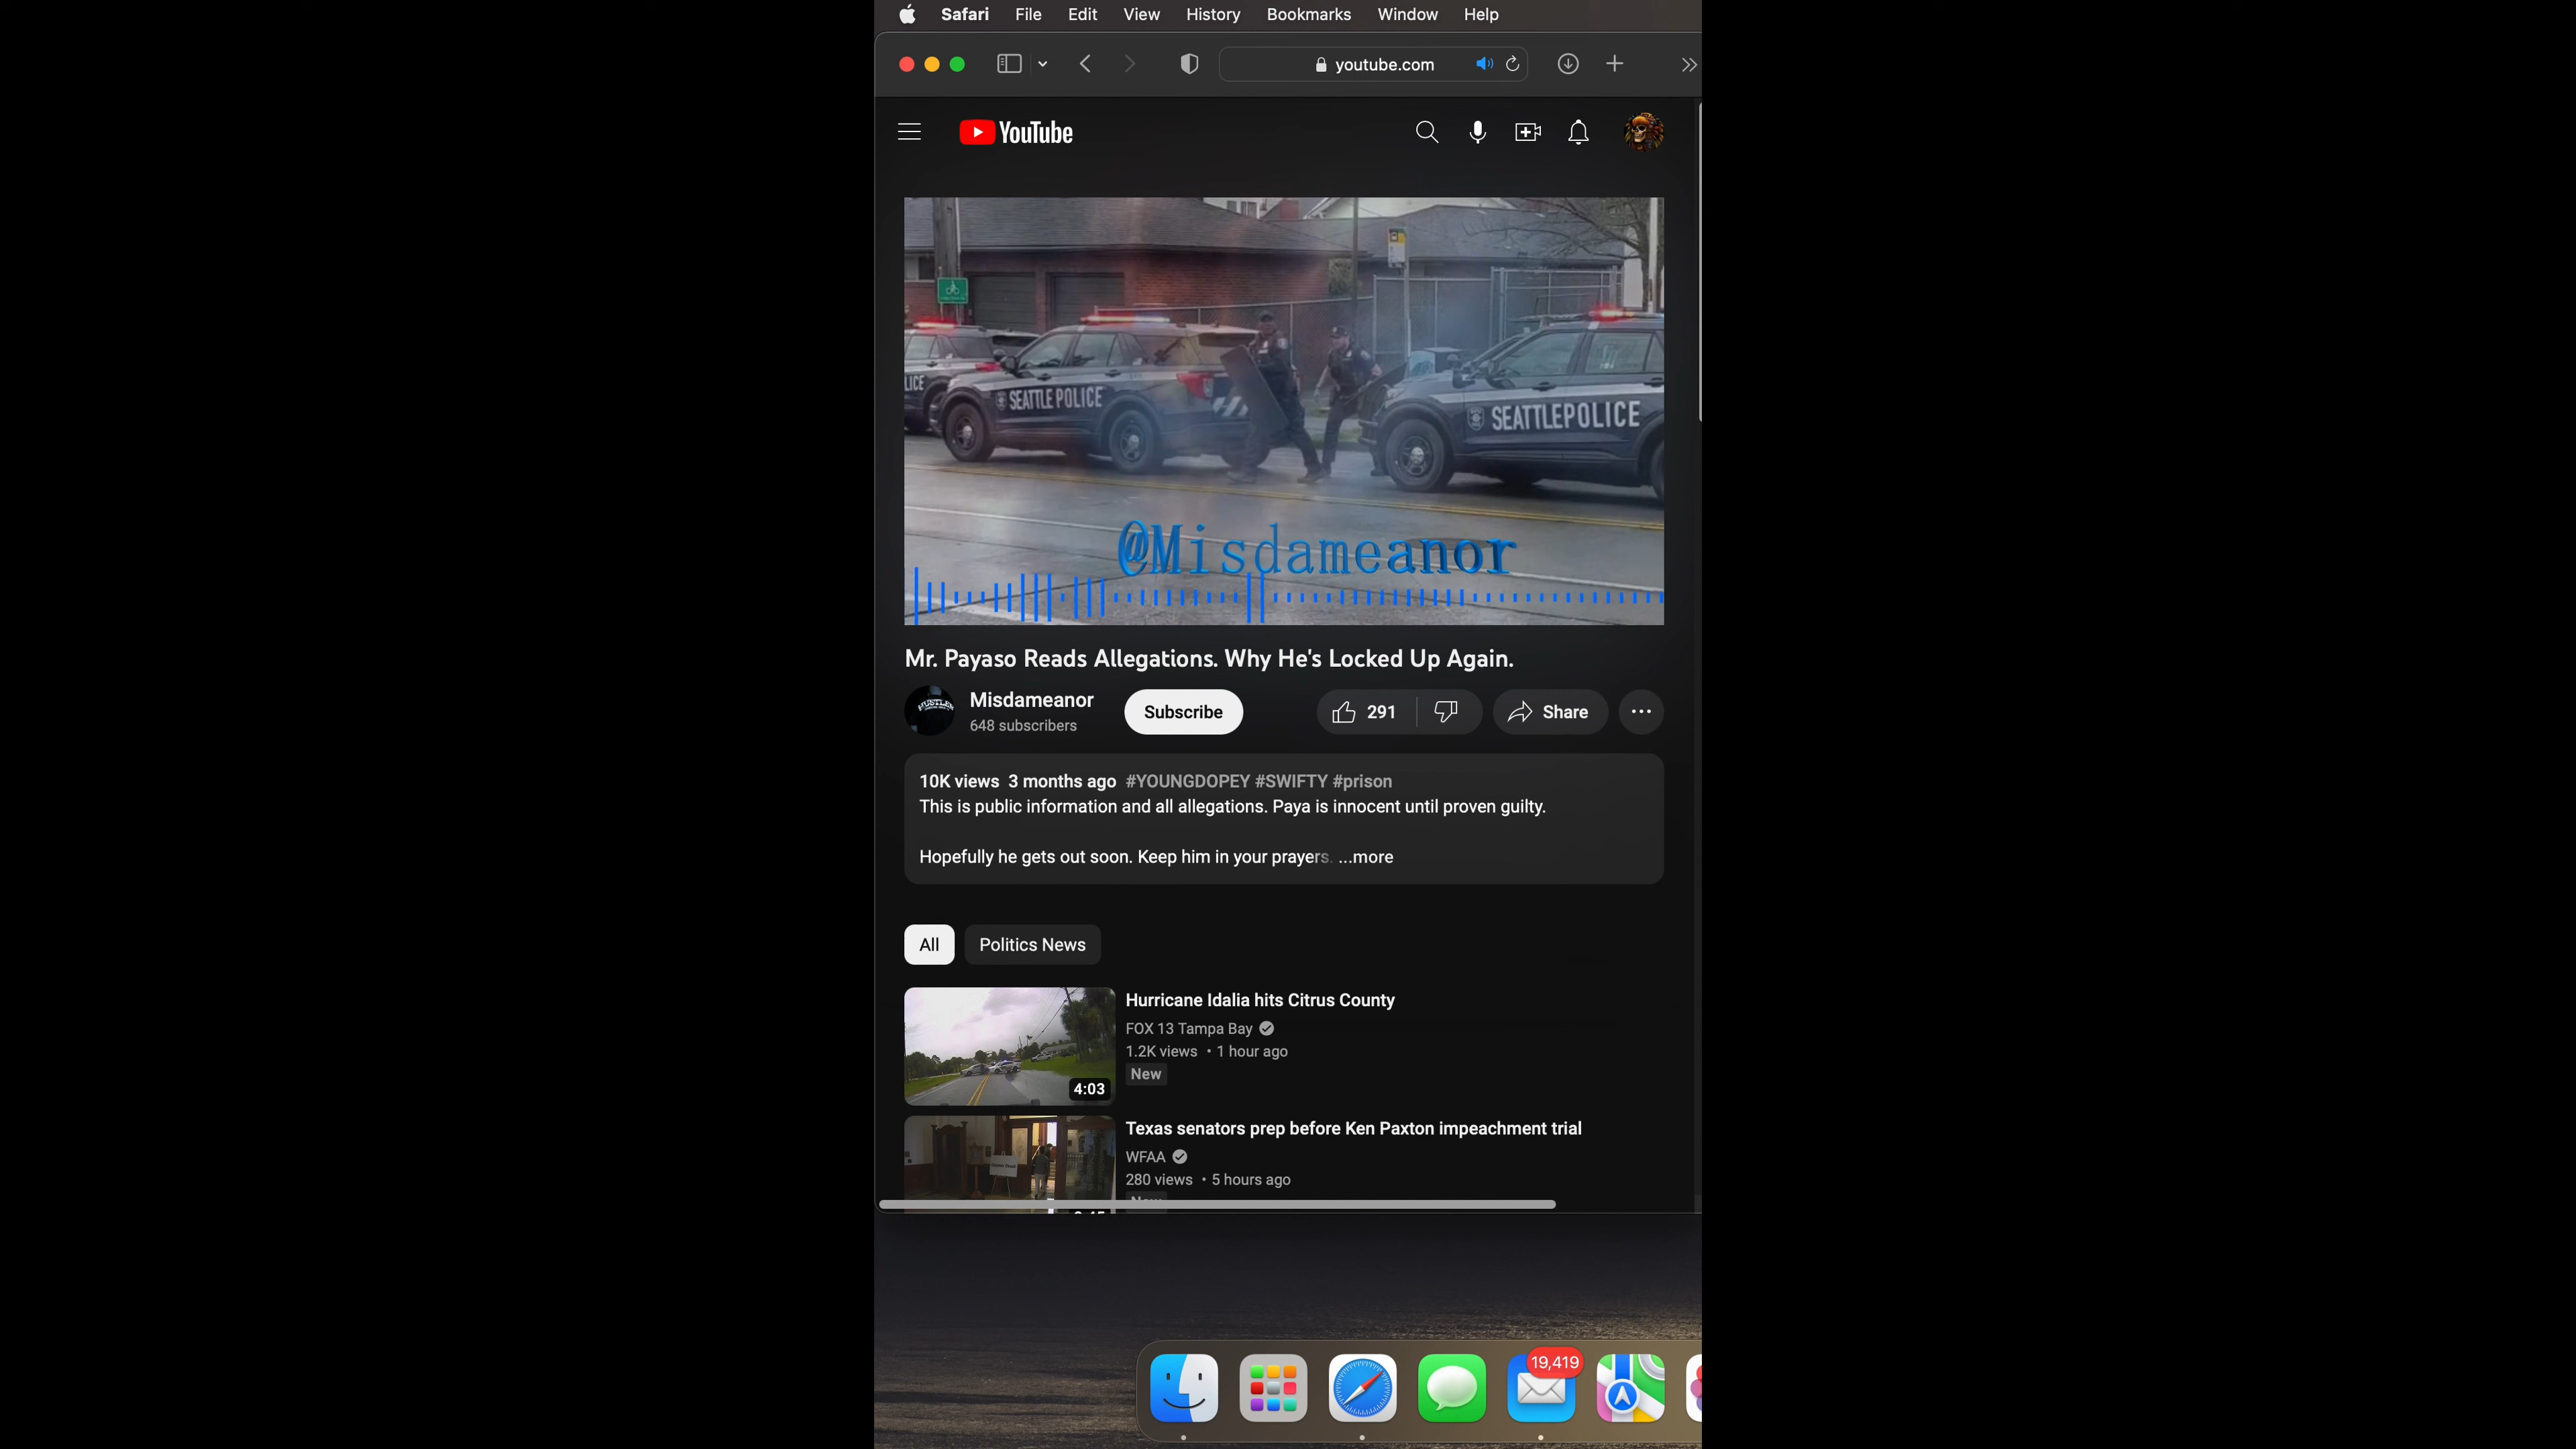 Safari File Edit View History Bookmarks Window Help
youtube.com
YouTube
LICE
SEATTLE POLICE
SEATTLE POLICE
@Misdameanor
Mr. Payaso Reads Allegations. Why He's Locked Up Again.
Misdameanor
648 subscribers
Subscribe
291
Share
10K views 3 months ago #YOUNGDOPEY #SWIFTY #prison
This is public information and all allegations. Paya is innocent until proven guilty.
Hopefully he gets out soon. Keep him in your prayers. ...more
All
Politics News
Hurricane Idalia hits Citrus County
FOX 13 Tampa Bay
1.2K views • 1 hour ago
New
4:03
Texas senators prep before Ken Paxton impeachment trial
WFAA
280 views • 5 hours ago
19,419